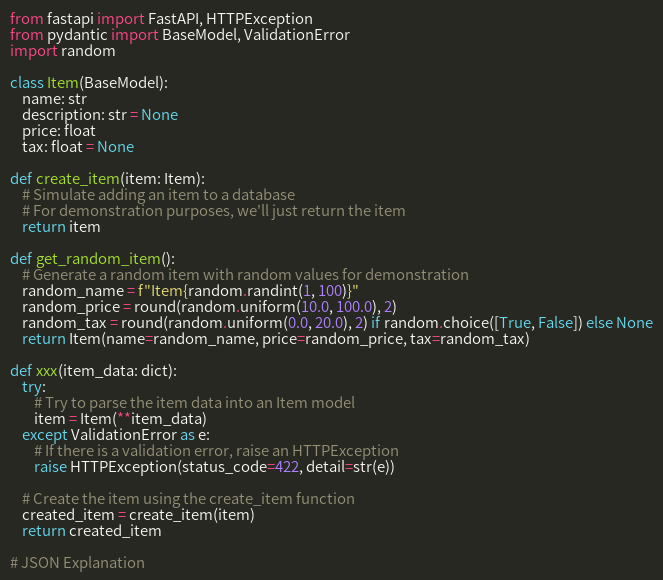 from fastapi import FastAPI, HTTPException
from pydantic import BaseModel, ValidationError
import random

class Item(BaseModel):
    name: str
    description: str = None
    price: float
    tax: float = None

def create_item(item: Item):
    # Simulate adding an item to a database
    # For demonstration purposes, we'll just return the item
    return item

def get_random_item():
    # Generate a random item with random values for demonstration
    random_name = f"Item{random.randint(1, 100)}"
    random_price = round(random.uniform(10.0, 100.0), 2)
    random_tax = round(random.uniform(0.0, 20.0), 2) if random.choice([True, False]) else None
    return Item(name=random_name, price=random_price, tax=random_tax)

def xxx(item_data: dict):
    try:
        # Try to parse the item data into an Item model
        item = Item(**item_data)
    except ValidationError as e:
        # If there is a validation error, raise an HTTPException
        raise HTTPException(status_code=422, detail=str(e))

    # Create the item using the create_item function
    created_item = create_item(item)
    return created_item

# JSON Explanation